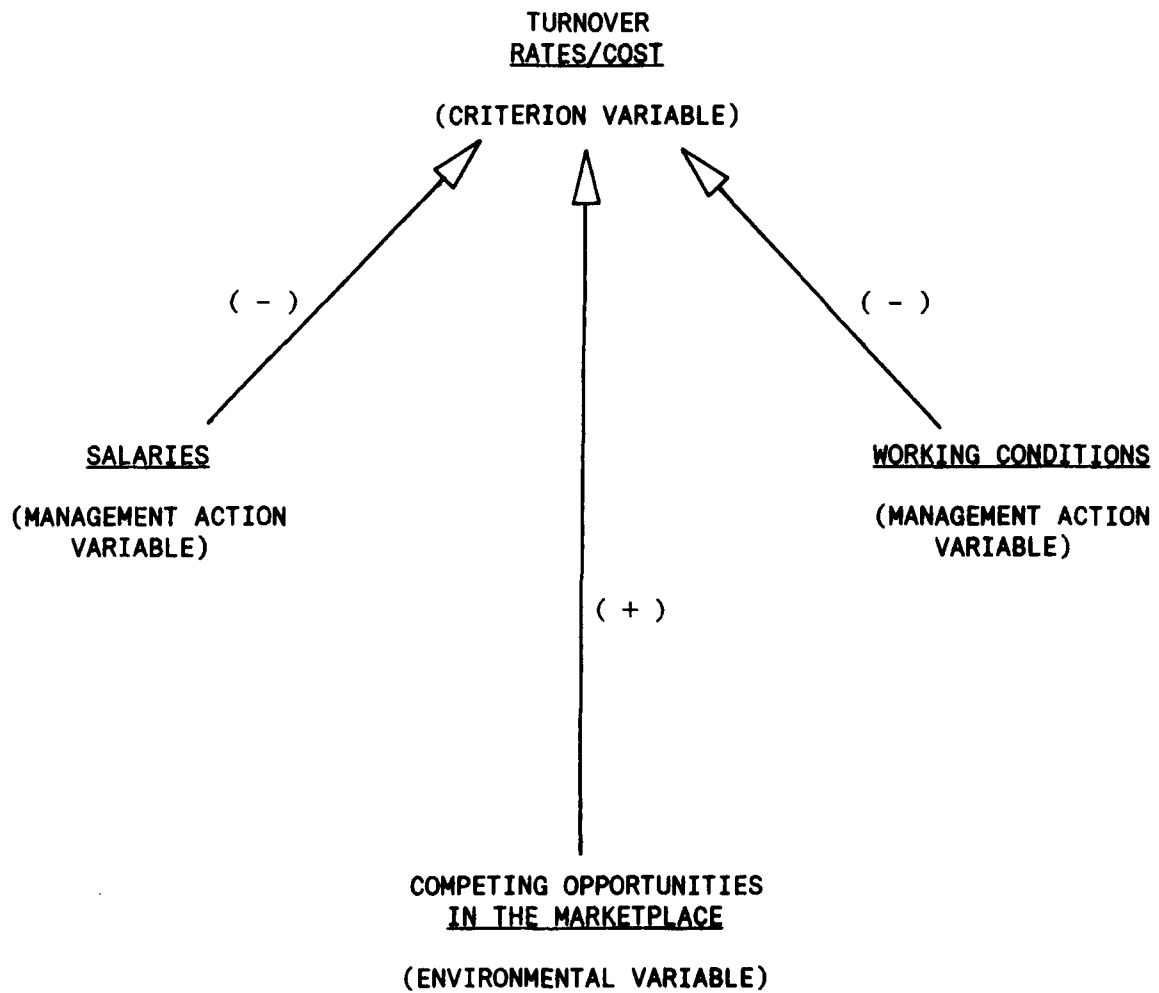 TURNOVER
RATES/COST
(CRITERION VARIABLE)
( - )
( - )
SALARIES
(MANAGEMENT ACTION
VARIABLE)
WORKING CONDITIONS
(MANAGEMENT ACTION
VARIABLE)
( + )
COMPETING OPPORTUNITIES
IN THE MARKETPLACE
(ENVIRONMENTAL VARIABLE)